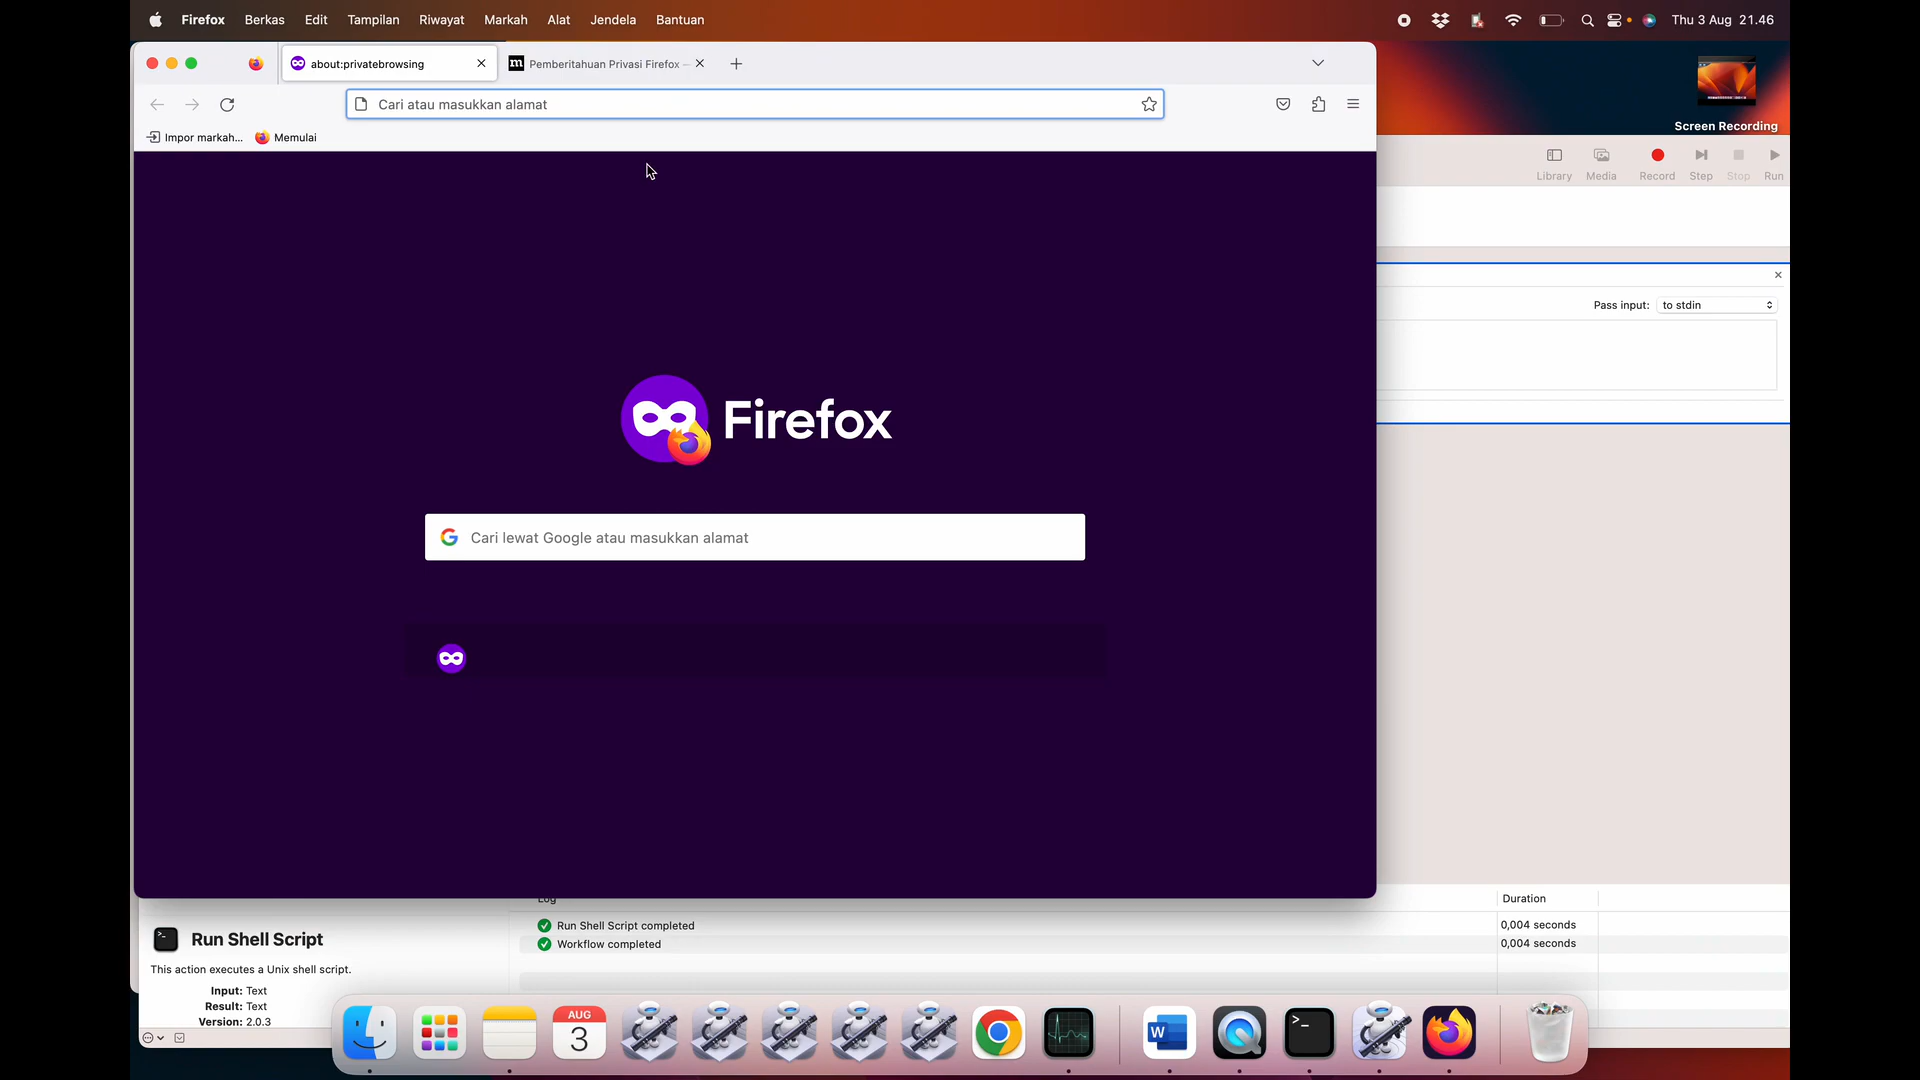 Firefox Berkas Edit Tampilan Riwayat Markah Alat Jendela Bantuan Thu 3 Aug 21.46
about:privatebrowsing Pemberitahuan Privasi Firefox —
Cari atau masukkan alamat
Impor markah... Memulai
Screen Recording
Library Media Record Step Stop Run
Pass input: to stdin
Firefox
Cari lewat Google atau masukkan alamat
Log Duration
Run Shell Script completed 0,004 seconds
Workflow completed 0,004 seconds
Run Shell Script
This action executes a Unix shell script.
Input: Text
Result: Text
Version: 2.0.3
AUG
3